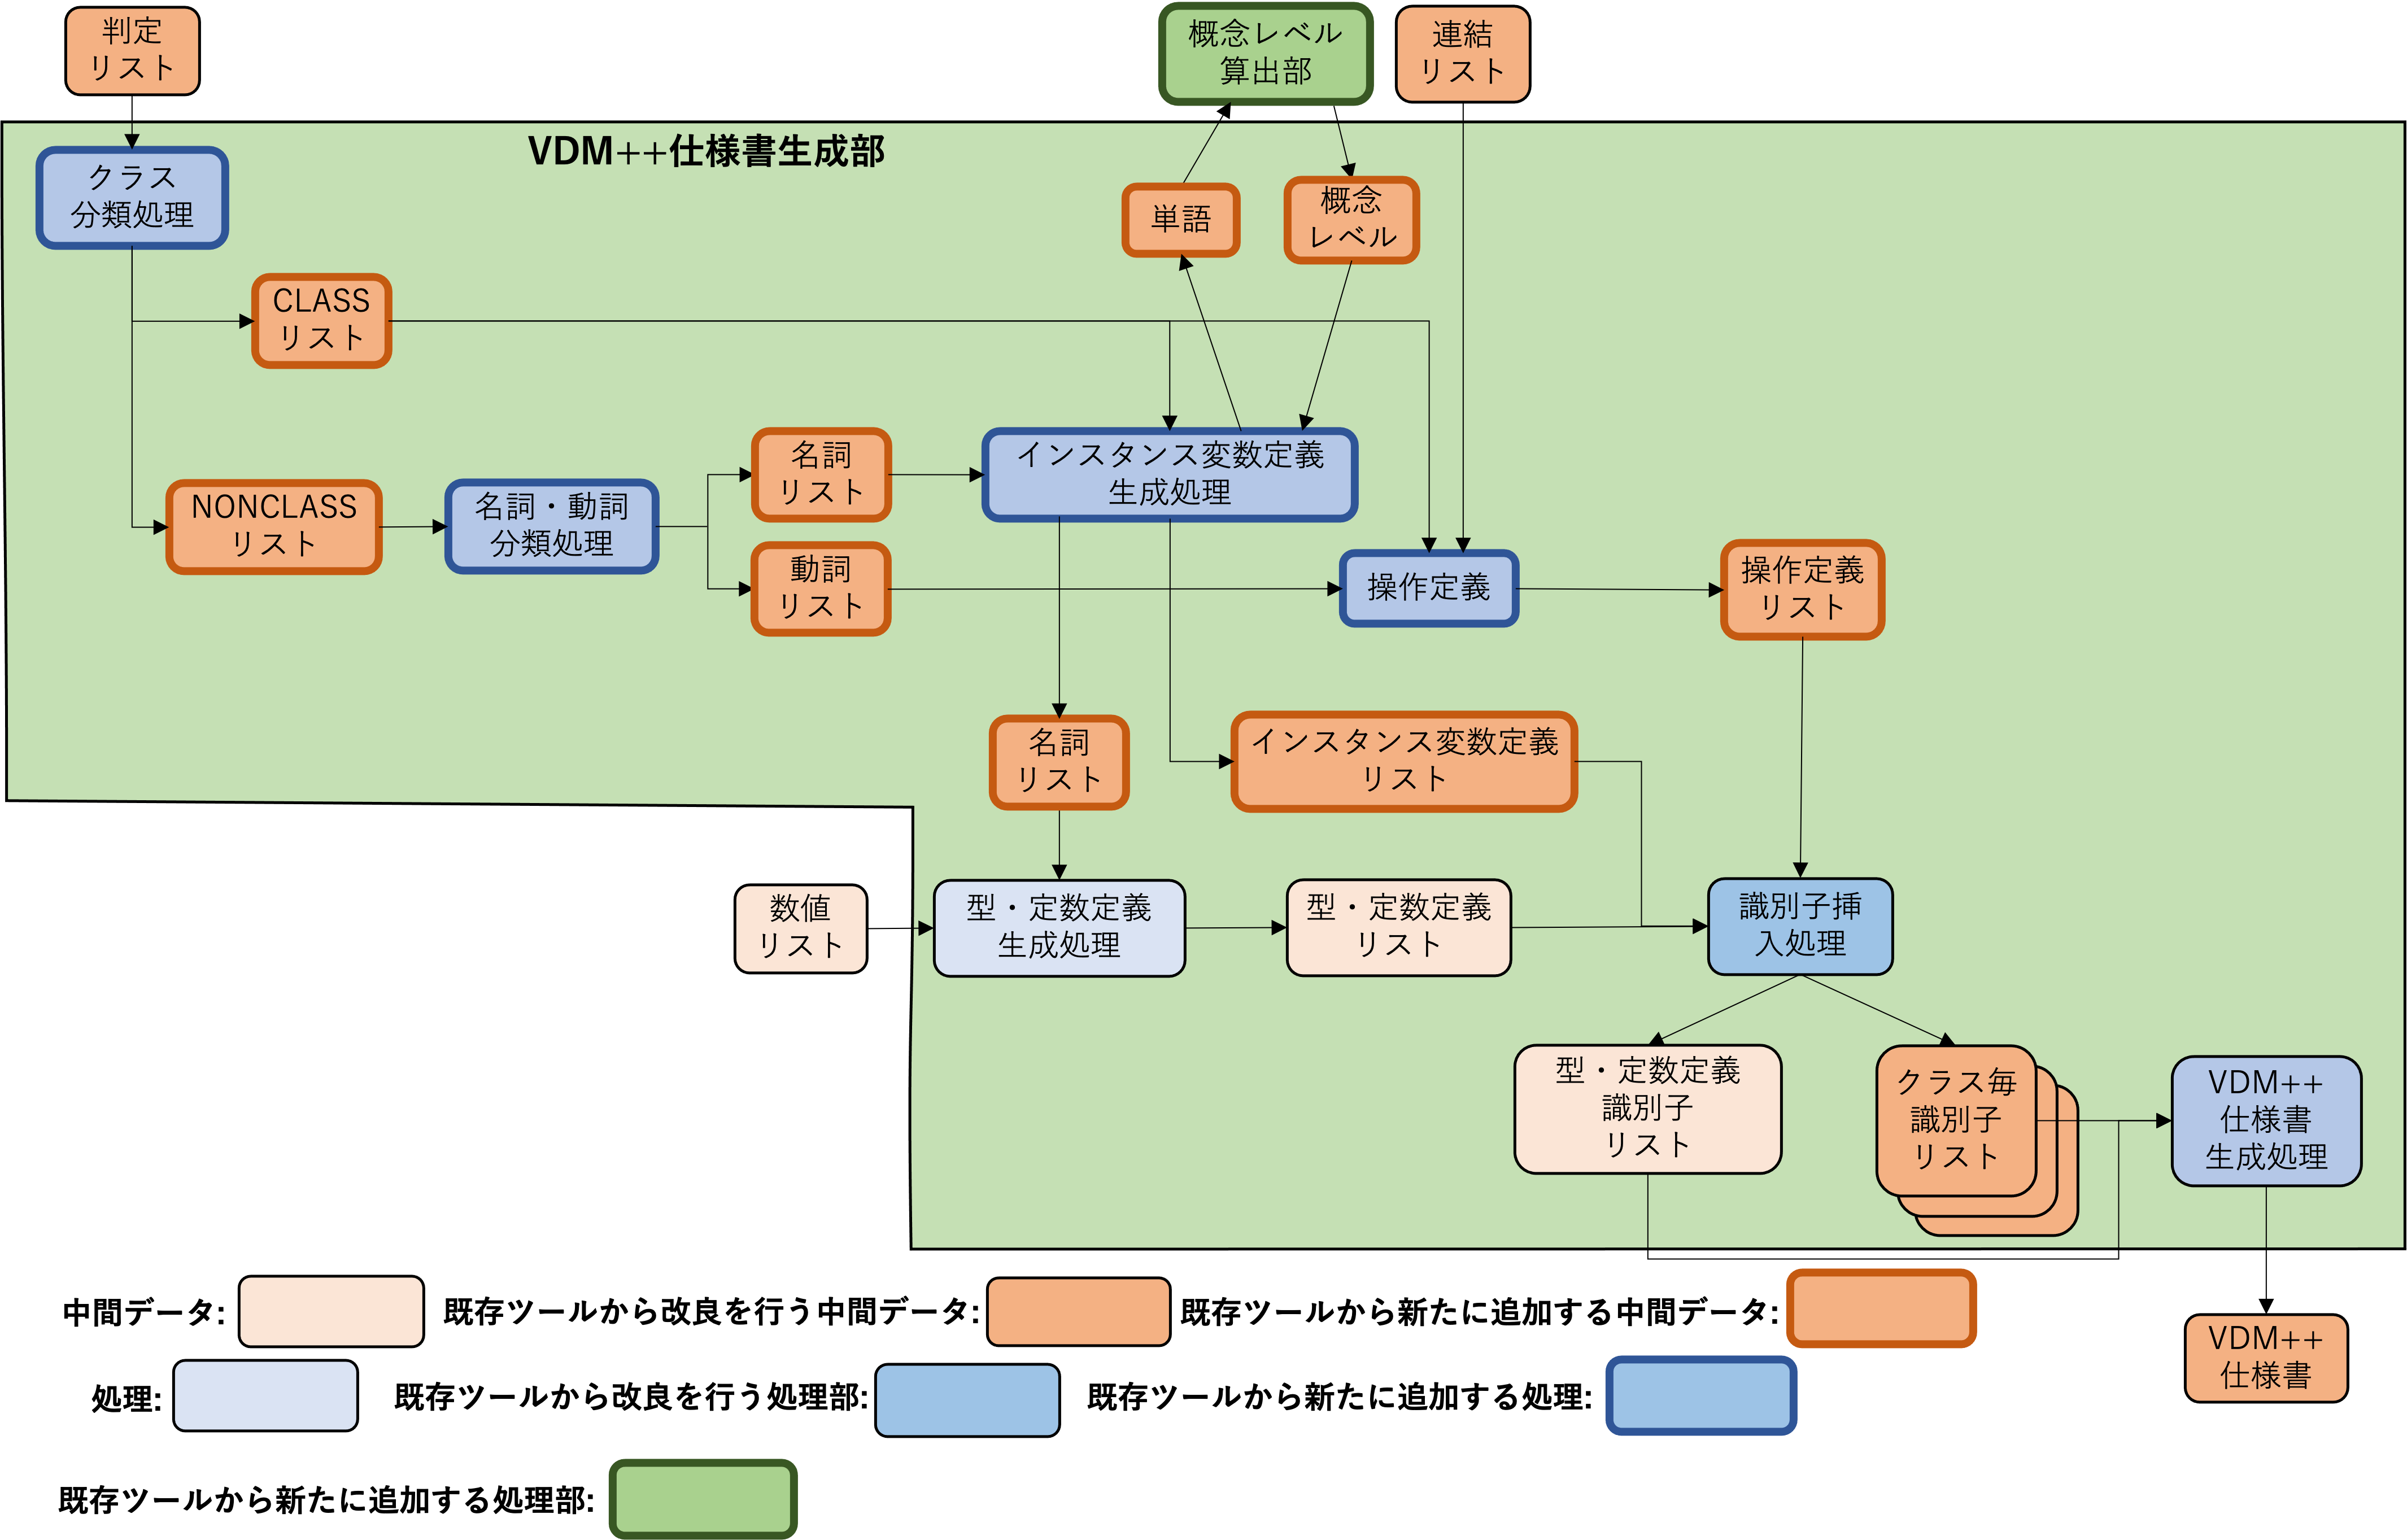 判定
リスト
概念レベル
算出部
連結
リスト
VDM++仕様書生成部
クラス
分類処理
単語
概念
レベル
CLASS
リスト
名詞
リスト
インスタンス変数定義
生成処理
NONCLASS
リスト
名詞・動詞
分類処理
動詞
リスト
操作定義
操作定義
リスト
名詞
リスト
インスタンス変数定義
リスト
数値
リスト
型・定数定義
生成処理
型・定数定義
リスト
識別子挿
入処理
型・定数定義
識別子
リスト
クラス毎
識別子
リスト
VDM++
仕様書
生成処理
VDM++
仕様書
中間データ:
既存ツールから改良を行う中間データ:
既存ツールから新たに追加する中間データ:
処理:
既存ツールから改良を行う処理部:
既存ツールから新たに追加する処理:
既存ツールから新たに追加する処理部: